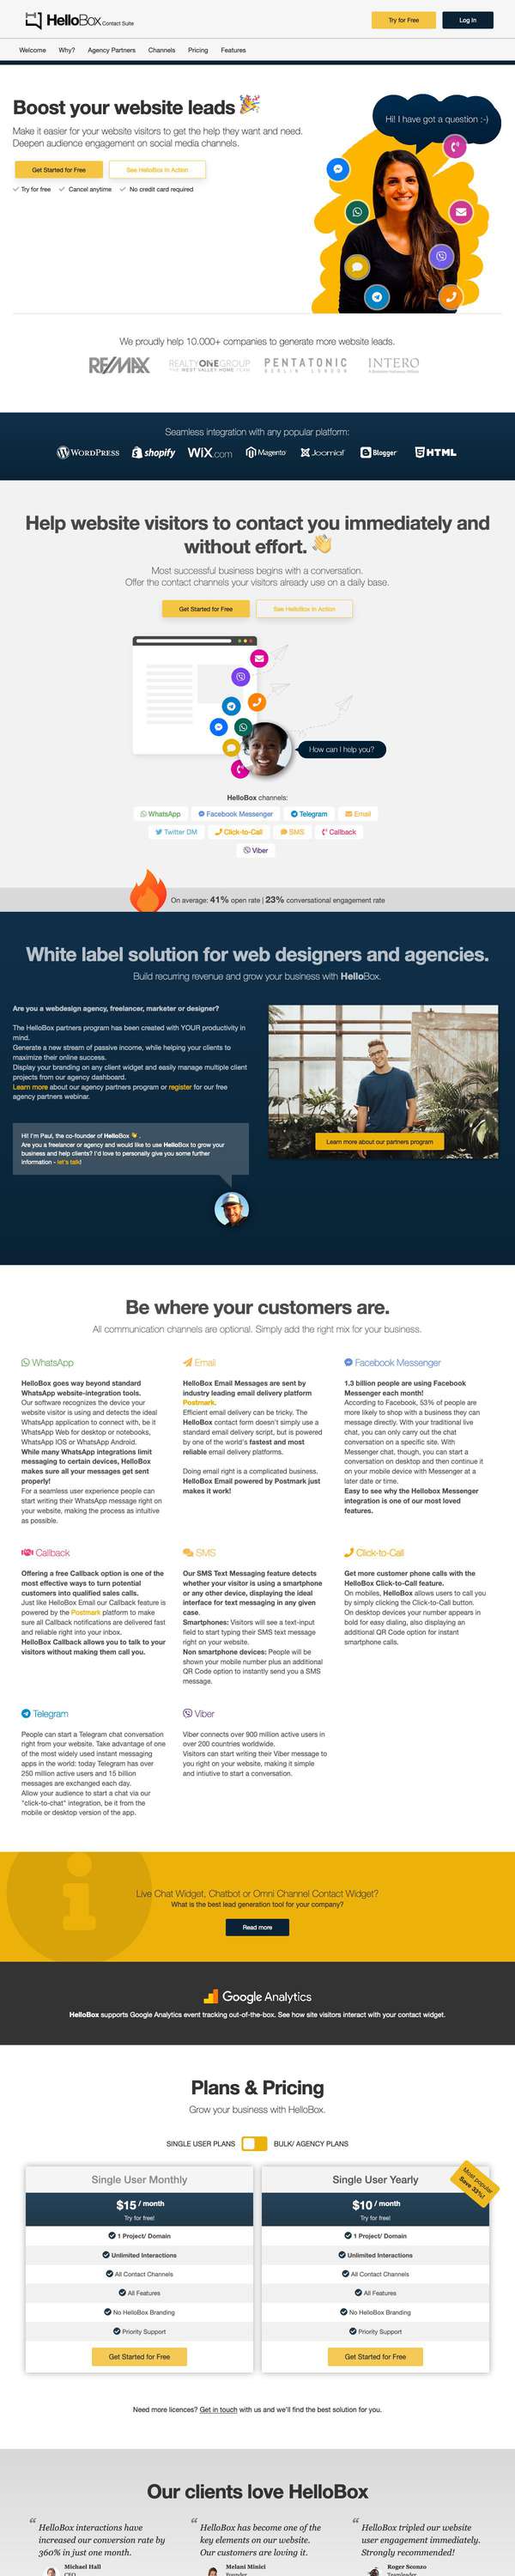 HelloBox Contact Suite
Try for Free
Log In
Welcome Why? Agency Partners Channels Pricing Features
Boost your website leads
Make it easier for your website visitors to get the help they want and need.
Deepen audience engagement on social media channels.
Get Started for Free
See HelloBox in Action
Try for free Cancel anytime No credit card required
Hi! I have got a question :-)
We proudly help 10.000+ companies to generate more website leads.
RE/MAX
REALTYONEGROUP
PENTATONIC
BERLIN LONDON
INTERO
Seamless integration with any popular platform:
WORDPRESS shopify WiX.com Magento Joomla! Blogger HTML
Help website visitors to contact you immediately and
without effort.
Most successful business begins with a conversation.
Offer the contact channels your visitors already use on a daily base.
Get Started for Free
See HelloBox in Action
How can I help you?
HelloBox channels:
WhatsApp Facebook Messenger Telegram Email
Twitter DM Click-to-Call SMS Callback
Viber
On average: 41% open rate | 23% conversational engagement rate
White label solution for web designers and agencies.
Build recurring revenue and grow your business with HelloBox.
Are you a webdesign agency, freelancer, marketer or designer?
The HelloBox partners program has been created with YOUR productivity in
mind.
Generate a new stream of passive income, while helping your clients to
maximize their online success.
Display your branding on any client widget and easily manage multiple client
projects from our agency dashboard.
Learn more about our agency partners program or register for our free
agency partners webinar.
Learn more about our partners program
Hi! I'm Paul, the co-founder of HelloBox .
Are you a freelancer or agency and would like to use HelloBox to grow your
business and help clients? I'd love to personally give you some further
information - let's talk!
Be where your customers are.
All communication channels are optional. Simply add the right mix for your business.
WhatsApp
HelloBox goes way beyond standard
WhatsApp website-integration tools.
Our software recognizes the device your
website visitor is using and detects the ideal
WhatsApp application to connect with, be it
WhatsApp Web for desktop or notebooks,
WhatsApp IOS or WhatsApp Android.
While many WhatsApp integrations limit
messaging to certain devices, HelloBox
makes sure all your messages get sent
properly!
For a seamless user experience people can
start writing their WhatsApp message right on
your website, making the process as intuitive
as possible.
Email
HelloBox Email Messages are sent by
industry leading email delivery platform
Postmark.
Efficient email delivery can be tricky. The
HelloBox contact form doesn't simply use a
standard email delivery script, but is powered
by one of the world's fastest and most
reliable email delivery platforms.
Doing email right is a complicated business.
HelloBox Email powered by Postmark just
makes it work!
Facebook Messenger
1.3 billion people are using Facebook
Messenger each month!
According to Facebook, 53% of people are
more likely to shop with a business they can
message directly. With your traditional live
chat, you can only carry out the chat
conversation on a specific site. With
Messenger chat, though, you can start a
conversation on desktop and then continue it
on your mobile device with Messenger at a
later date or time.
Easy to see why the Hellobox Messenger
integration is one of our most loved
features.
Callback
Offering a free Callback option is one of the
most effective ways to turn potential
customers into qualified sales calls.
Just like HelloBox Email our Callback feature is
powered by the Postmark platform to make
sure all Callback notifications are delivered fast
and reliable right into your inbox.
HelloBox Callback allows you to talk to your
visitors without making them call you.
SMS
Our SMS Text Messaging feature detects
whether your visitor is using a smartphone
or any other device, displaying the ideal
interface for text messaging in any given
case.
Smartphones: Visitors will see a text-input
field to start typing their SMS text message
right on your website.
Non smartphone devices: People will be
shown your mobile number plus an additional
QR Code option to instantly send you a SMS
message.
Click-to-Call
Get more customer phone calls with the
HelloBox Click-to-Call feature.
On mobiles, HelloBox allows users to call you
by simply clicking the Click-to-Call button.
On desktop devices your number appears in
bold for easy dialing, also displaying an
additional QR Code option for instant
smartphone calls.
Telegram
People can start a Telegram chat conversation
right from your website. Take advantage of one
of the most widely used instant messaging
apps in the world: today Telegram has over
250 million active users and 15 billion
messages are exchanged each day.
Allow your audience to start a chat via our
"click-to-chat" integration, be it from the
mobile or desktop version of the app.
Viber
Viber connects over 900 million active users in
over 200 countries worldwide.
Visitors can start writing their Viber message to
you right on your website, making it simple
and intiutive to start a conversation.
Live Chat Widget, Chatbot or Omni Channel Contact Widget?
What is the best lead generation tool for your company?
Read more
Google Analytics
HelloBox supports Google Analytics event tracking out-of-the-box. See how site visitors interact with your contact widget.
Plans & Pricing
Grow your business with HelloBox.
SINGLE USER PLANS BULK/ AGENCY PLANS
Single User Monthly
$15 / month
Try for free!
1 Project/ Domain
Unlimited Interactions
All Contact Channels
All Features
No HelloBox Branding
Priority Support
Get Started for Free
Single User Yearly
Most popular
Save 33%!
$10 / month
Try for free!
1 Project/ Domain
Unlimited Interactions
All Contact Channels
All Features
No HelloBox Branding
Priority Support
Get Started for Free
Need more licences? Get in touch with us and we'll find the best solution for you.
Our clients love HelloBox
“ HelloBox interactions have
increased our conversion rate by
360% in just one month.
Michael Hall
CEO
“ HelloBox has become one of the
key elements on our website.
Our customers are loving it.
Melani Minici
Founder
“ HelloBox tripled our website
user engagement immediately.
Strongly recommended!
Roger Sconzo
Teamleader